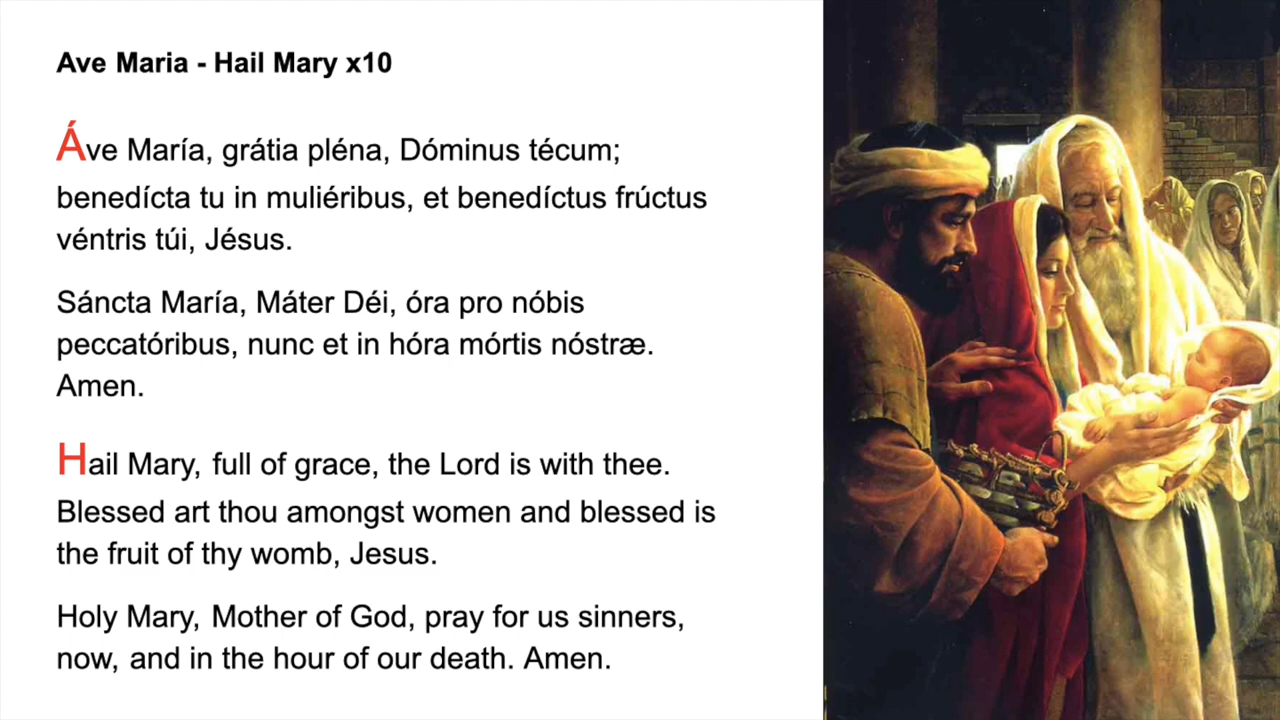 Ave Maria - Hail Mary x10
Áve María, grátia pléna, Dóminus técum;
benedícta tu in muliéribus, et benedíctus frúctus
véntris túi, Jésus.
Sáncta María, Máter Déi, óra pro nóbis
peccatóribus, nunc et in hóra mórtis nóstræ.
Amen.
Hail Mary, full of grace, the Lord is with thee.
Blessed art thou amongst women and blessed is
the fruit of thy womb, Jesus.
Holy Mary, Mother of God, pray for us sinners,
now, and in the hour of our death. Amen.